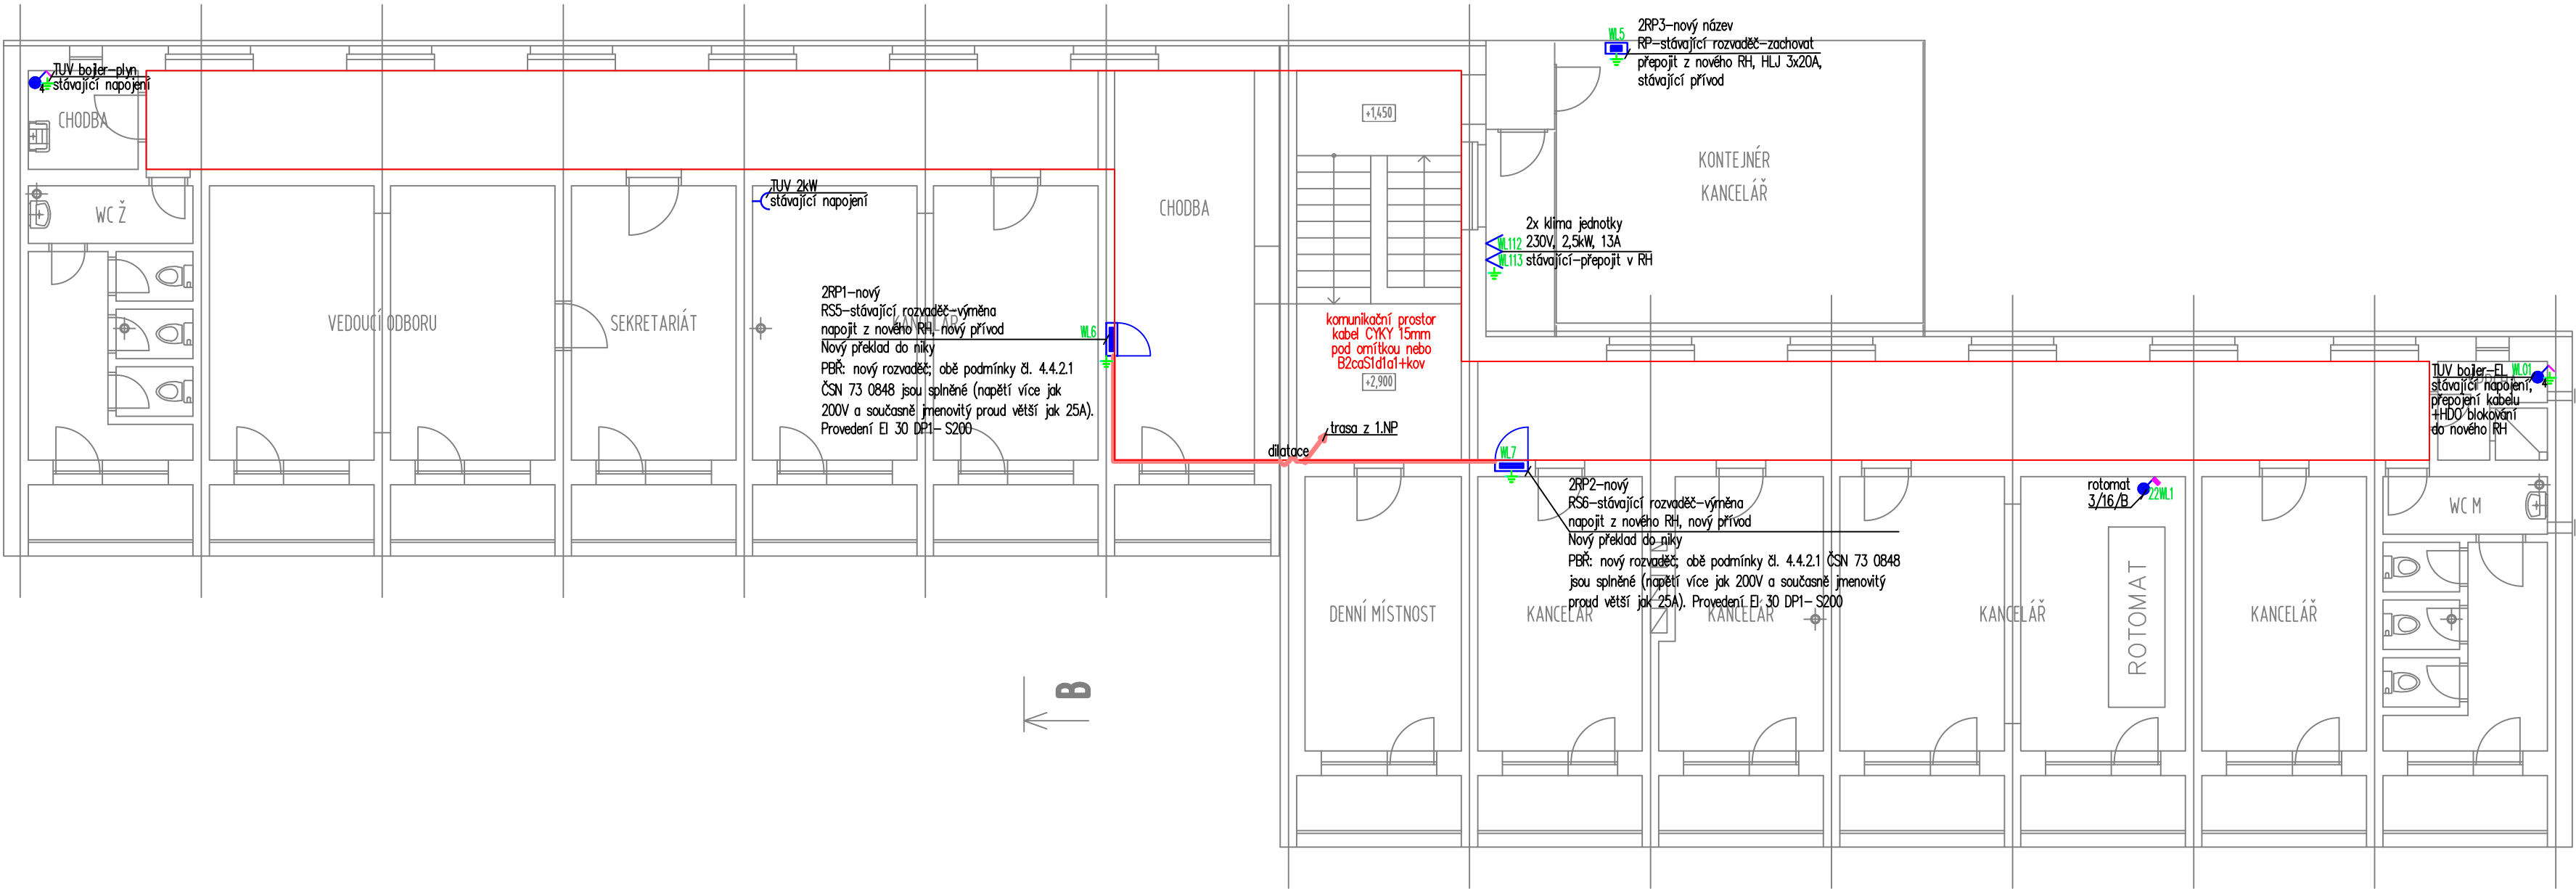 TUV bojler-plyn
stávající napojení
4
CHODBA
WC Ž
VEDOUCÍ ODBORU
SEKRETARIÁT
TUV 2kW
stávající napojení
KANCELÁŘ
2RP1-nový
RS5-stávající rozvaděč-výměna
napojit z nového RH, nový přívod
Nový překlad do niky
PBŘ: nový rozvaděč; obě podmínky čl. 4.4.2.1
ČSN 73 0848 jsou splněné (napětí více jak
200V a současně jmenovitý proud větší jak 25A).
Provedení EI 30 DP1- S200
WL6
CHODBA
+1,450
komunikační prostor
kabel CYKY 15mm
pod omítkou nebo
B2caS1d1a1+kov
+2,900
trasa z 1.NP
dilatace
WL5
2RP3-nový název
RP-stávající rozvaděč-zachovat
přepojit z nového RH, HLJ 3x20A,
stávající přívod
KONTEJNÉR
KANCELÁŘ
2x klima jednotky
WL112 230V, 2,5kW, 13A
WL113 stávající-přepojit v RH
WL7
2RP2-nový
RS6-stávající rozvaděč-výměna
napojit z nového RH, nový přívod
Nový překlad do niky
PBŘ: nový rozvaděč; obě podmínky čl. 4.4.2.1 ČSN 73 0848
jsou splněné (napětí více jak 200V a současně jmenovitý
proud větší jak 25A). Provedení EI 30 DP1- S200
DENNÍ MÍSTNOST
KANCELÁŘ
KANCELÁŘ
KANCELÁŘ
KANCELÁŘ
rotomat
3/16/B
22WL1
ROTOMAT
TUV bojler-EL
stávající napojení,
přepojení kabelu
+HDO blokování
do nového RH
WL01
4
WC M
B